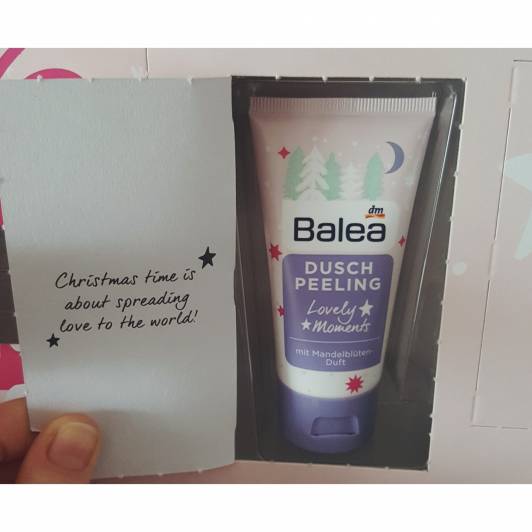 Christmas time is
about spreading
love to the world!
dm
Balea
DUSCH
PEELING
Lovely
Moments
mit Mandelblüten-
Duft